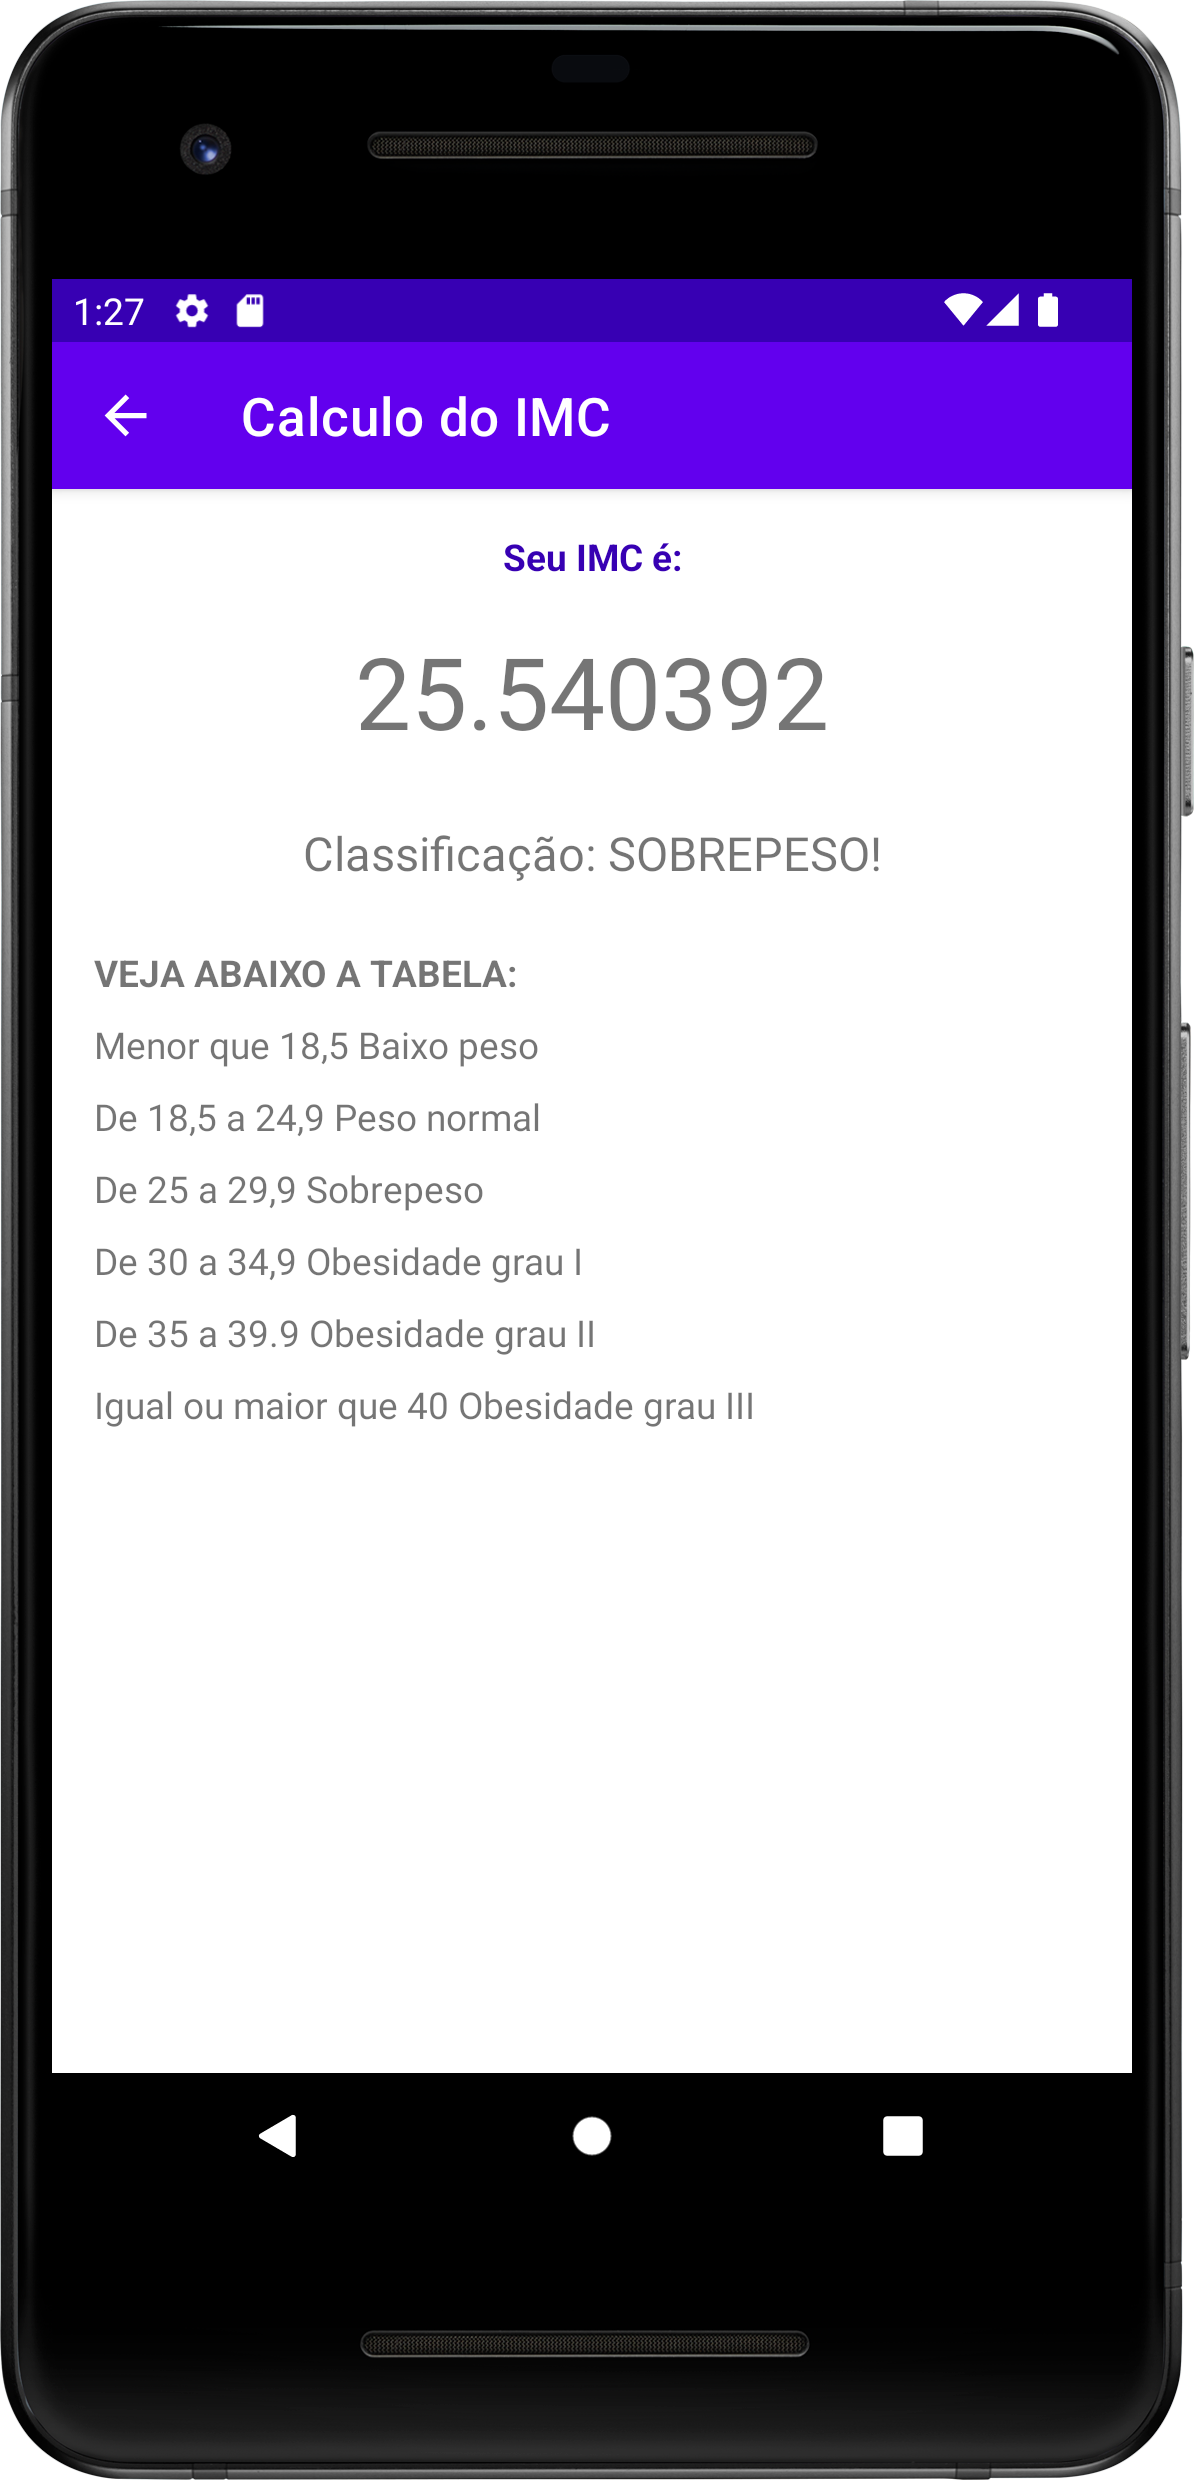 1:27
Calculo do IMC
Seu IMC é:
25.540392
Classificação: SOBREPESO!
VEJA ABAIXO A TABELA:
Menor que 18,5 Baixo peso
De 18,5 a 24,9 Peso normal
De 25 a 29,9 Sobrepeso
De 30 a 34,9 Obesidade grau I
De 35 a 39.9 Obesidade grau II
Igual ou maior que 40 Obesidade grau III